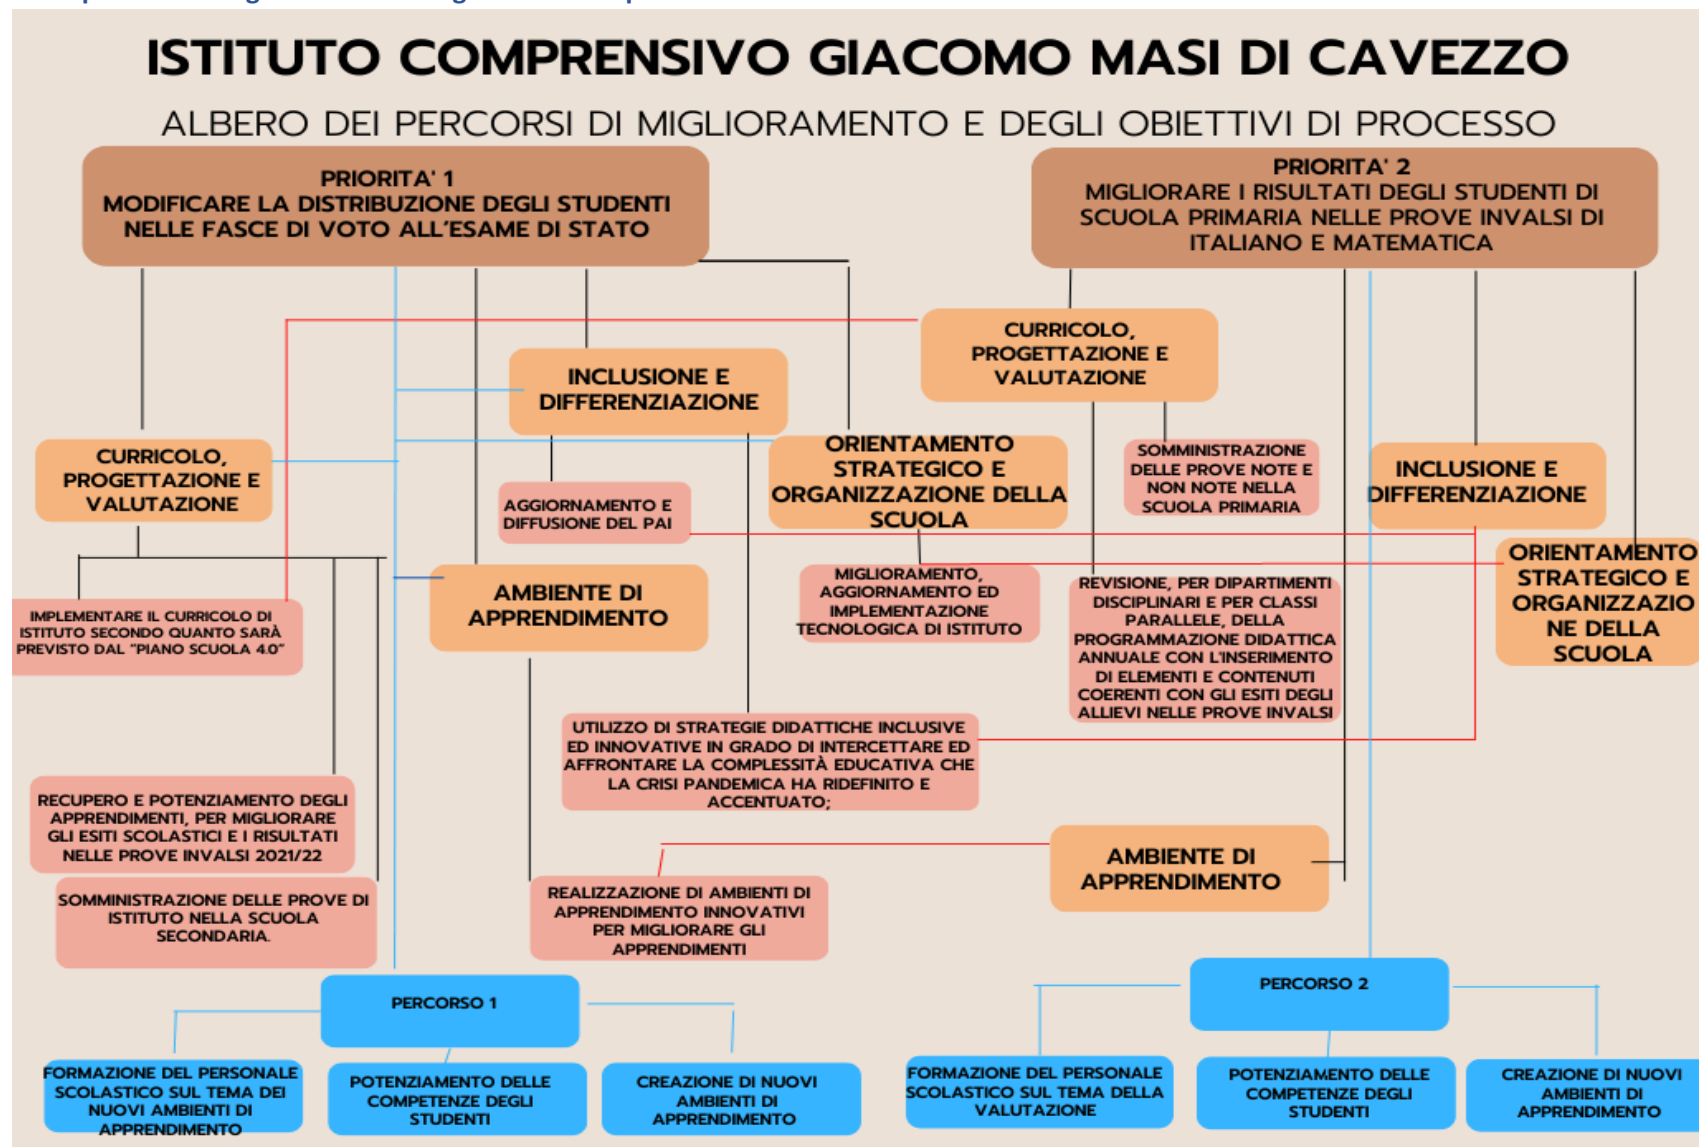 ISTITUTO COMPRENSIVO GIACOMO MASI DI CAVEZZO
ALBERO DEI PERCORSI DI MIGLIORAMENTO E DEGLI OBIETTIVI DI PROCESSO
PRIORITA' 1
MODIFICARE LA DISTRIBUZIONE DEGLI STUDENTI
NELLE FASCE DI VOTO ALL'ESAME DI STATO
PRIORITA' 2
MIGLIORARE I RISULTATI DEGLI STUDENTI DI
SCUOLA PRIMARIA NELLE PROVE INVALSI DI
ITALIANO E MATEMATICA
CURRICOLO,
PROGETTAZIONE E
VALUTAZIONE
INCLUSIONE E
DIFFERENZIAZIONE
CURRICOLO,
PROGETTAZIONE E
VALUTAZIONE
ORIENTAMENTO
STRATEGICO E
ORGANIZZAZIONE DELLA
SCUOLA
SOMMINISTRAZIONE
DELLE PROVE NOTE E
NON NOTE NELLA
SCUOLA PRIMARIA
INCLUSIONE E
DIFFERENZIAZIONE
AGGIORNAMENTO E
DIFFUSIONE DEL PAI
ORIENTAMENTO
STRATEGICO E
ORGANIZZAZIO
NE DELLA
SCUOLA
AMBIENTE DI
APPRENDIMENTO
MIGLIORAMENTO,
AGGIORNAMENTO ED
IMPLEMENTAZIONE
TECNOLOGICA DI ISTITUTO
REVISIONE, PER DIPARTIMENTI
DISCIPLINARI E PER CLASSI
PARALLELE, DELLA
PROGRAMMAZIONE DIDATTICA
ANNUALE CON L'INSERIMENTO
DI ELEMENTI E CONTENUTI
COERENTI CON GLI ESITI DEGLI
ALLIEVI NELLE PROVE INVALSI
IMPLEMENTARE IL CURRICOLO DI
ISTITUTO SECONDO QUANTO SARÀ
PREVISTO DAL "PIANO SCUOLA 4.0"
UTILIZZO DI STRATEGIE DIDATTICHE INCLUSIVE
ED INNOVATIVE IN GRADO DI INTERCETTARE ED
AFFRONTARE LA COMPLESSITÀ EDUCATIVA CHE
LA CRISI PANDEMICA HA RIDEFINITO E
ACCENTUATO;
RECUPERO E POTENZIAMENTO DEGLI
APPRENDIMENTI, PER MIGLIORARE
GLI ESITI SCOLASTICI E I RISULTATI
NELLE PROVE INVALSI 2021/22
AMBIENTE DI
APPRENDIMENTO
SOMMINISTRAZIONE DELLE PROVE DI
ISTITUTO NELLA SCUOLA
SECONDARIA.
REALIZZAZIONE DI AMBIENTI DI
APPRENDIMENTO INNOVATIVI
PER MIGLIORARE GLI
APPRENDIMENTI
PERCORSO 1
PERCORSO 2
FORMAZIONE DEL PERSONALE
SCOLASTICO SUL TEMA DEI
NUOVI AMBIENTI DI
APPRENDIMENTO
POTENZIAMENTO DELLE
COMPETENZE DEGLI
STUDENTI
CREAZIONE DI NUOVI
AMBIENTI DI
APPRENDIMENTO
FORMAZIONE DEL PERSONALE
SCOLASTICO SUL TEMA DELLA
VALUTAZIONE
POTENZIAMENTO DELLE
COMPETENZE DEGLI
STUDENTI
CREAZIONE DI NUOVI
AMBIENTI DI
APPRENDIMENTO